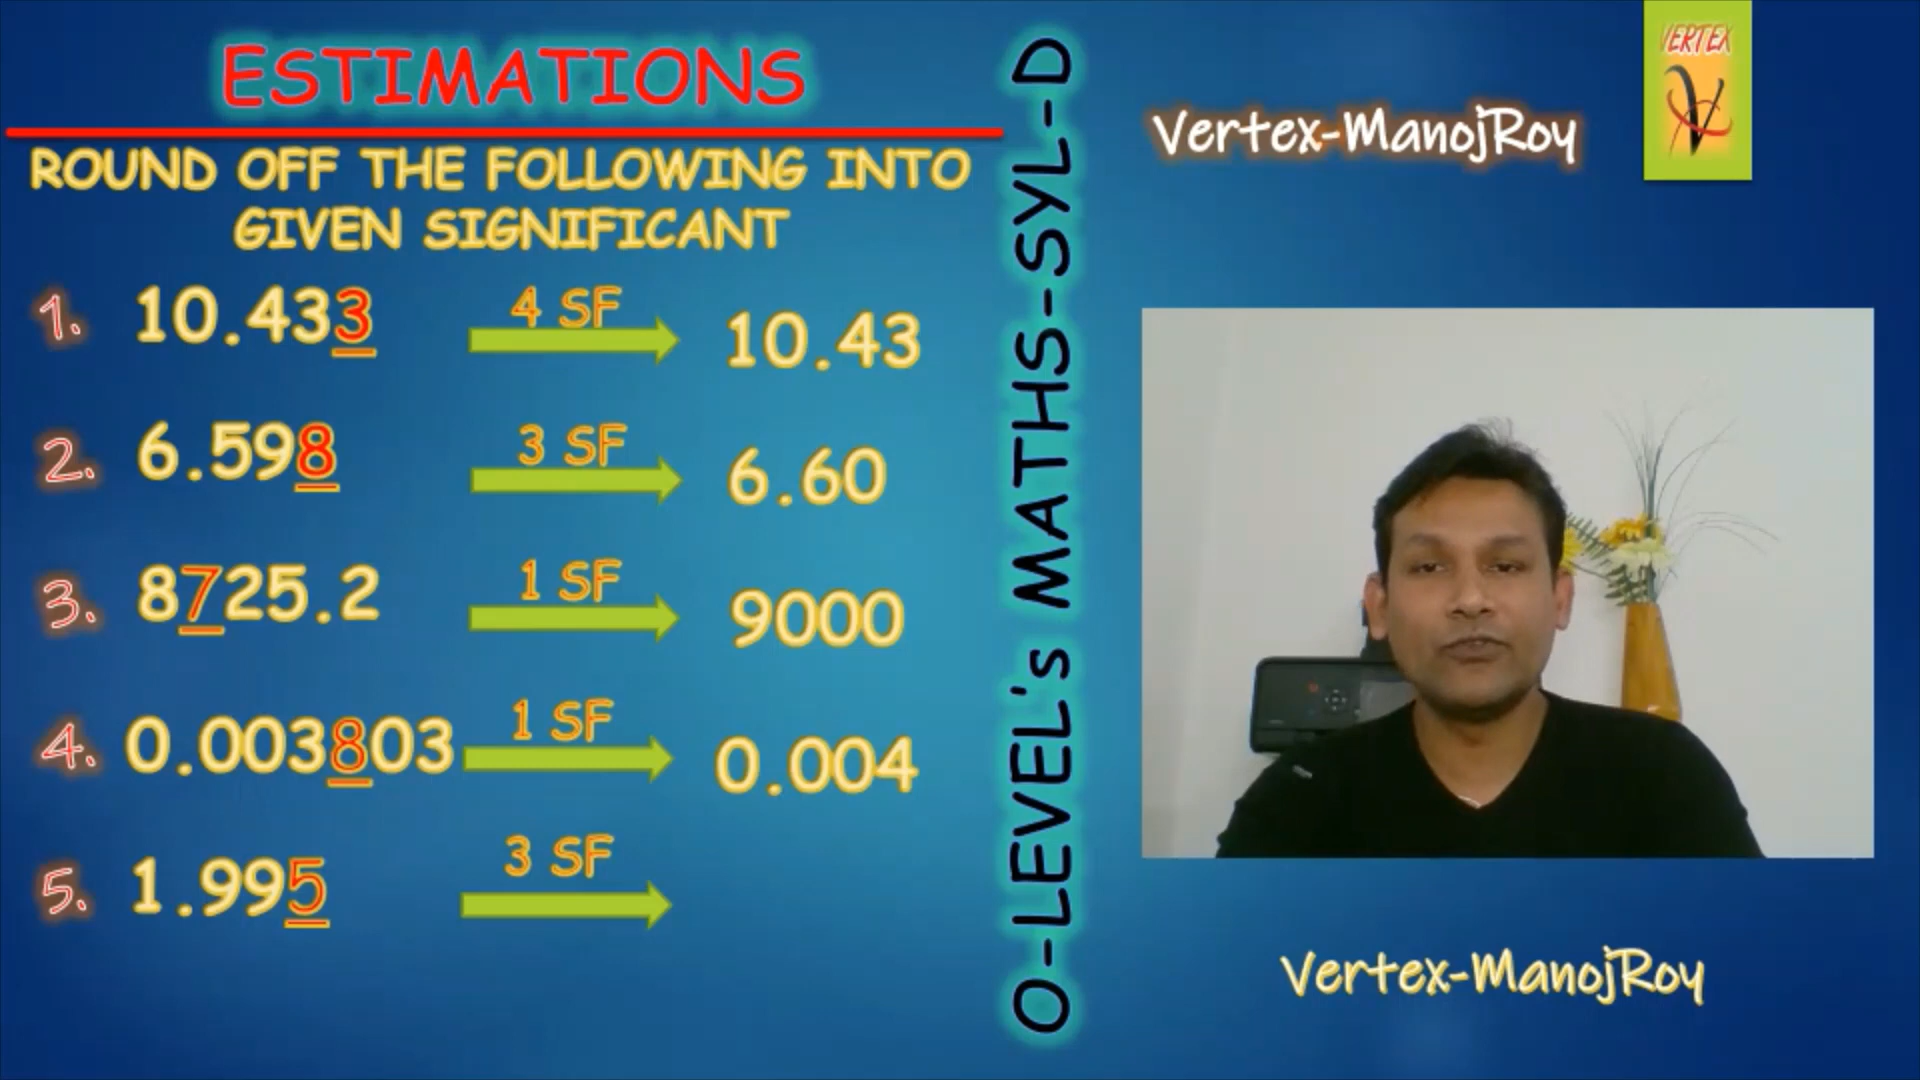 ESTIMATIONS
ROUND OFF THE FOLLOWING INTO
GIVEN SIGNIFICANT
1. 10.433 4 SF 10.43
2. 6.598 3 SF 6.60
3. 8725.2 1 SF 9000
4. 0.003803 1 SF 0.004
5. 1.995 3 SF
O-LEVEL's MATHS-SYL-D
Vertex-ManojRoy
VERTEX
V
Vertex-ManojRoy